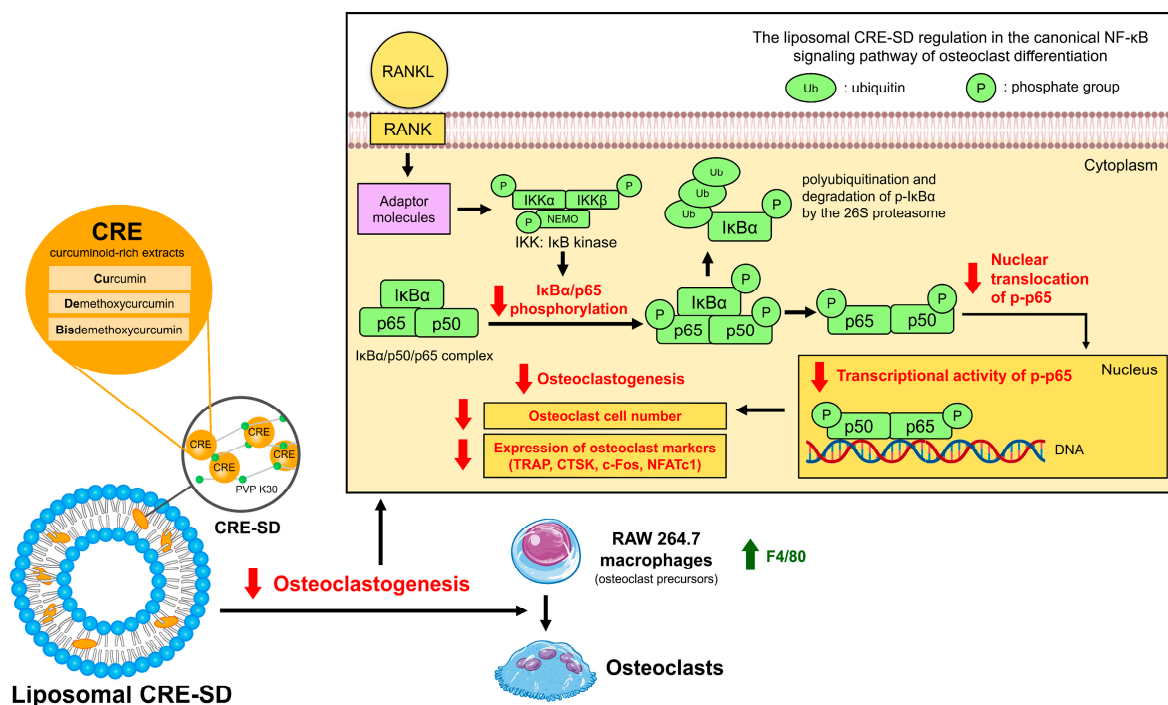 The liposomal CRE-SD regulation in the canonical NF-κB
signaling pathway of osteoclast differentiation
Ub : ubiquitin
P : phosphate group
RANKL
RANK
Cytoplasm
Adaptor
molecules
P
P
IKKα
IKKβ
P
NEMO
IKK: IκB kinase
Ub
Ub
Ub
P
IκBα
polyubiquitination and
degradation of p-IκBα
by the 26S proteasome
IκBα
p65
p50
IκBα/p50/p65 complex
IκBα/p65
phosphorylation
P
IκBα
P
P
p65
p50
P
P
p65
p50
Nuclear
translocation
of p-p65
Nucleus
Transcriptional activity of p-p65
P
P
p50
p65
DNA
Osteoclastogenesis
Osteoclast cell number
Expression of osteoclast markers
(TRAP, CTSK, c-Fos, NFATc1)
CRE
curcuminoid-rich extracts
Curcumin
Demethoxycurcumin
Bisdemethoxycurcumin
CRE
CRE
CRE
CRE
PVP K30
CRE-SD
Liposomal CRE-SD
Osteoclastogenesis
RAW 264.7
macrophages
(osteoclast precursors)
F4/80
Osteoclasts